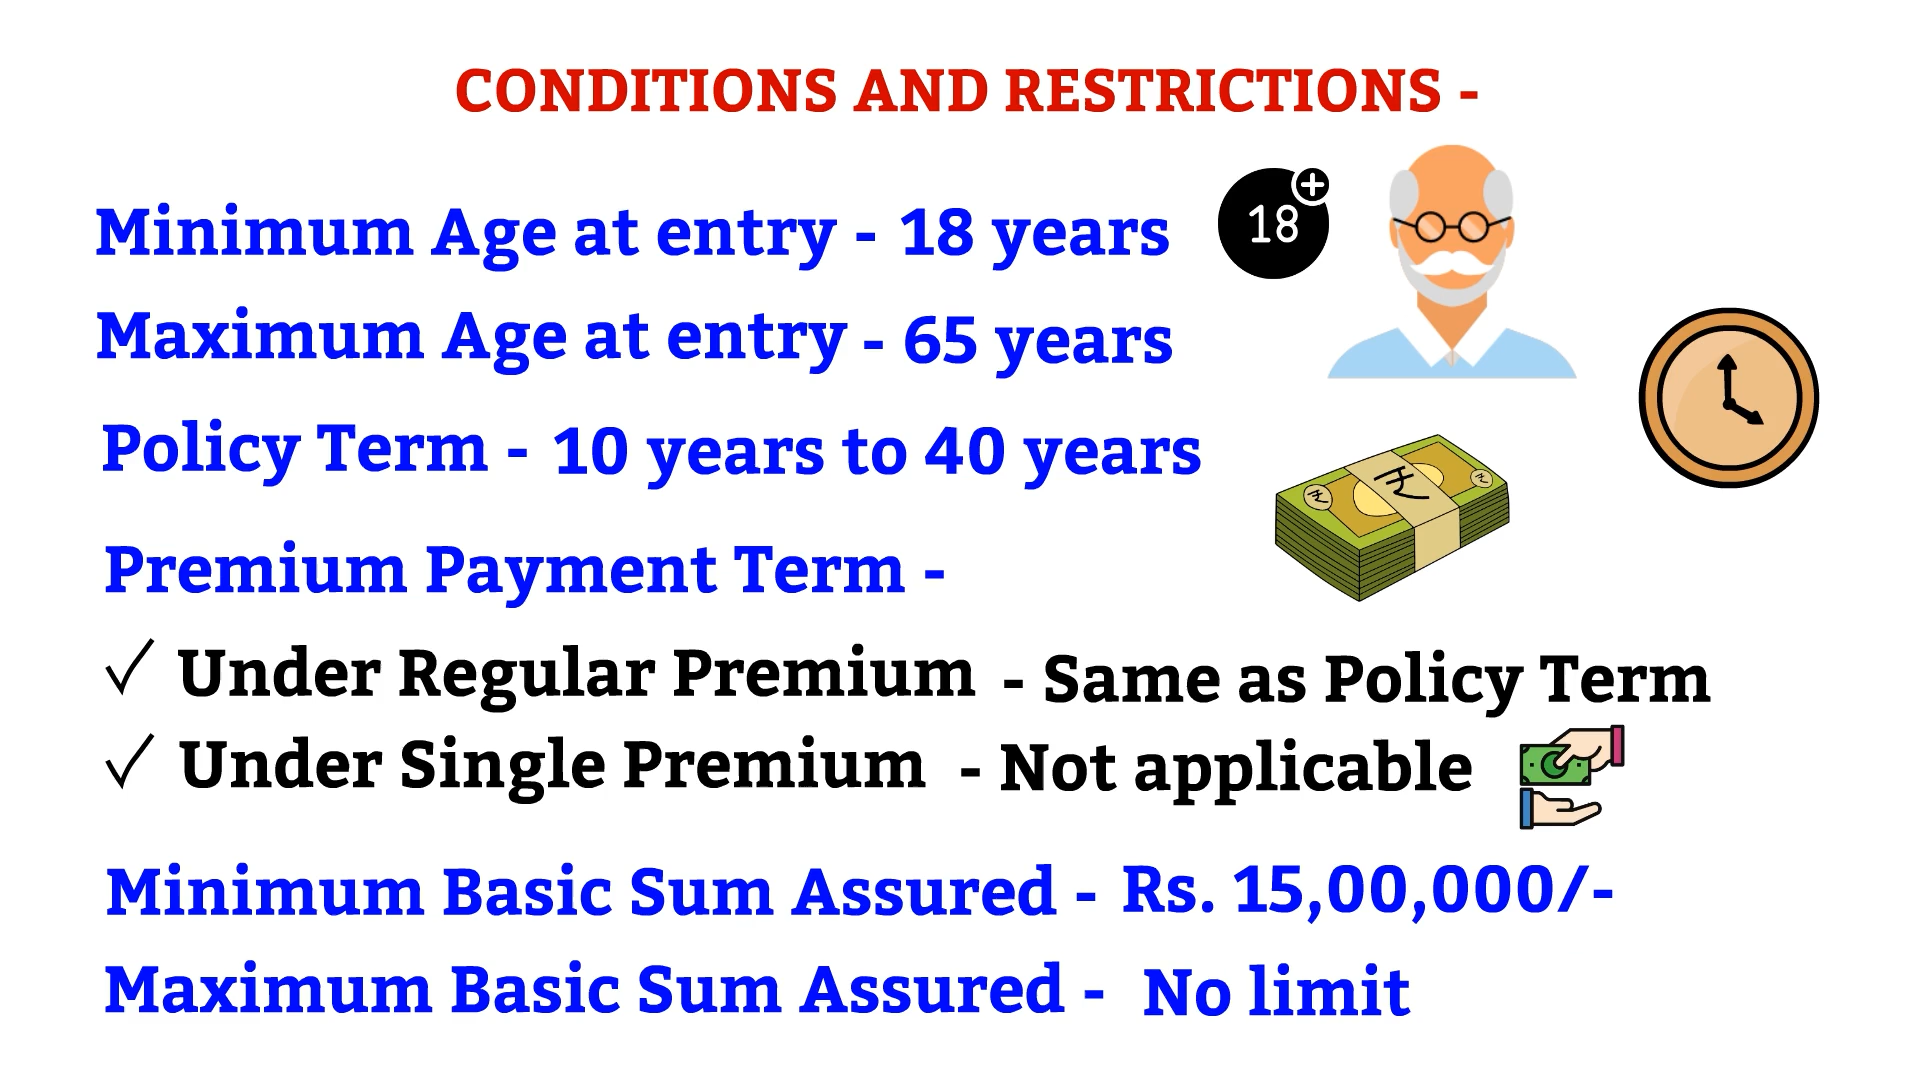 CONDITIONS AND RESTRICTIONS -
Minimum Age at entry - 18 years
18+
Maximum Age at entry - 65 years
Policy Term - 10 years to 40 years
₹ ₹ ₹
Premium Payment Term -
✓ Under Regular Premium - Same as Policy Term
✓ Under Single Premium - Not applicable
Minimum Basic Sum Assured - Rs. 15,00,000/-
Maximum Basic Sum Assured - No limit